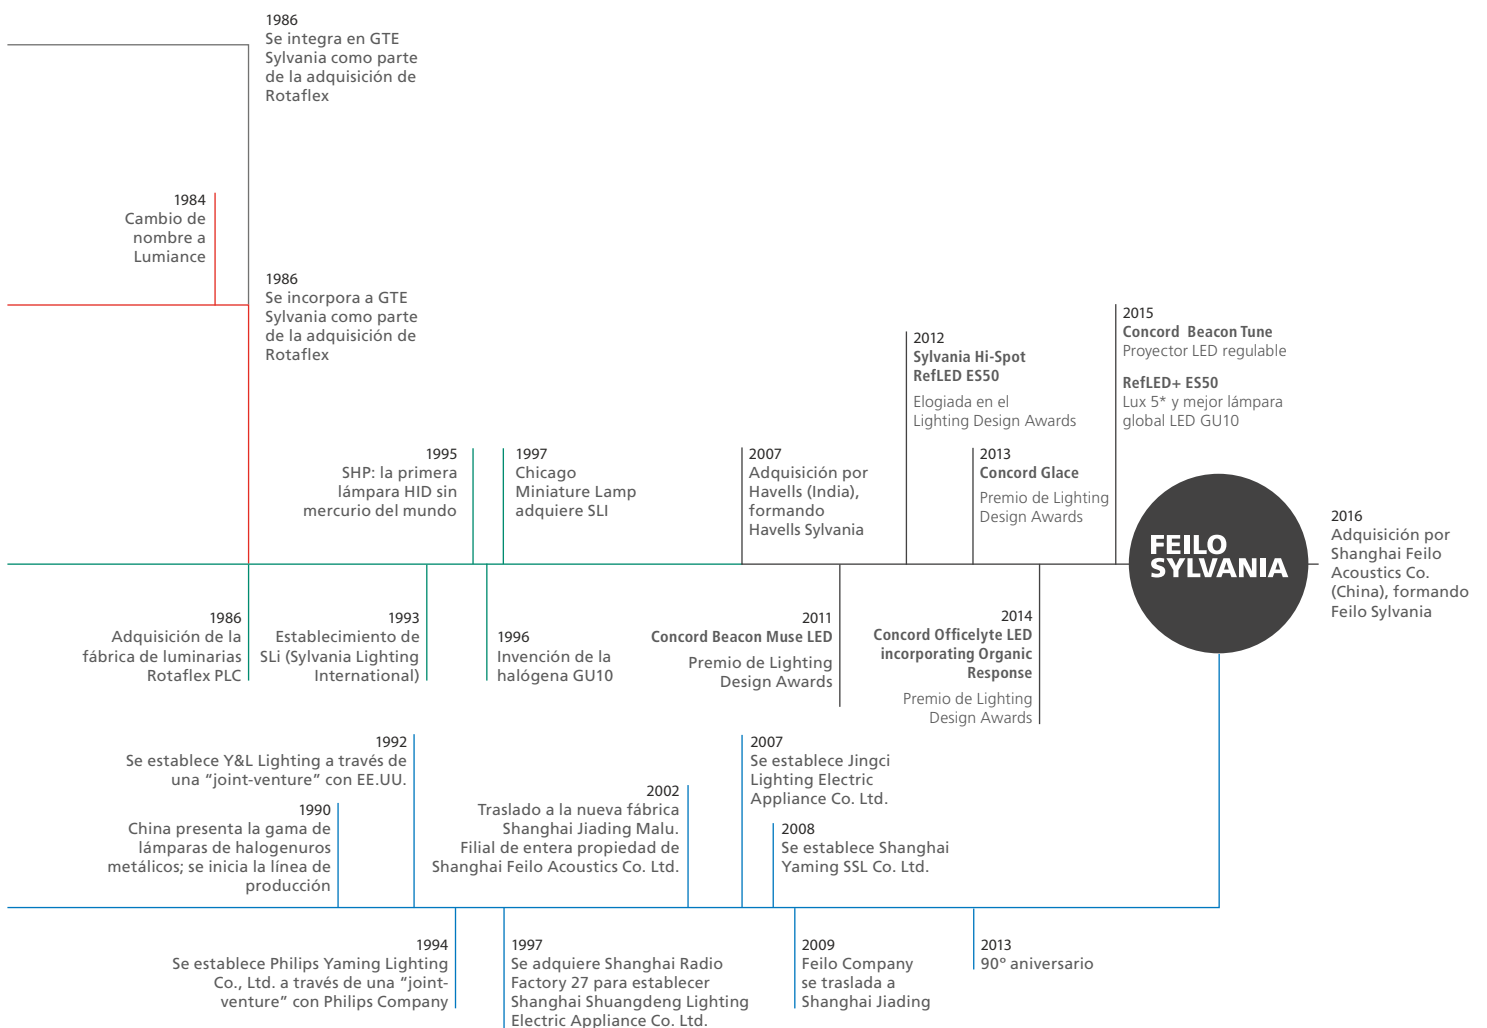 1986
Se integra en GTE
Sylvania como parte
de la adquisición de
Rotaflex
1984
Cambio de
nombre a
Lumiance
1986
Se incorpora a GTE
Sylvania como parte
de la adquisición de
Rotaflex
1995
SHP: la primera
lámpara HID sin
mercurio del mundo
1997
Chicago
Miniature Lamp
adquiere SLI
2007
Adquisición por
Havells (India),
formando
Havells Sylvania
2012
Sylvania Hi-Spot
RefLED ES50
Elogiada en el
Lighting Design Awards
2013
Concord Glace
Premio de Lighting
Design Awards
2015
Concord Beacon Tune
Proyector LED regulable
RefLED+ ES50
Lux 5* y mejor lámpara
global LED GU10
FEILO
SYLVANIA
2016
Adquisición por
Shanghai Feilo
Acoustics Co.
(China), formando
Feilo Sylvania
1986
Adquisición de la
fábrica de luminarias
Rotaflex PLC
1993
Establecimiento de
SLi (Sylvania Lighting
International)
1996
Invención de la
halógena GU10
2011
Concord Beacon Muse LED
Premio de Lighting
Design Awards
2014
Concord Officelyte LED
incorporating Organic
Response
Premio de Lighting
Design Awards
1992
Se establece Y&L Lighting a través de
una “joint-venture” con EE.UU.
1990
China presenta la gama de
lámparas de halogenuros
metálicos; se inicia la línea de
producción
2002
Traslado a la nueva fábrica
Shanghai Jiading Malu.
Filial de entera propiedad de
Shanghai Feilo Acoustics Co. Ltd.
2007
Se establece Jingci
Lighting Electric
Appliance Co. Ltd.
2008
Se establece Shanghai
Yaming SSL Co. Ltd.
1994
Se establece Philips Yaming Lighting
Co., Ltd. a través de una “joint-
venture” con Philips Company
1997
Se adquiere Shanghai Radio
Factory 27 para establecer
Shanghai Shuangdeng Lighting
Electric Appliance Co. Ltd.
2009
Feilo Company
se traslada a
Shanghai Jiading
2013
90º aniversario